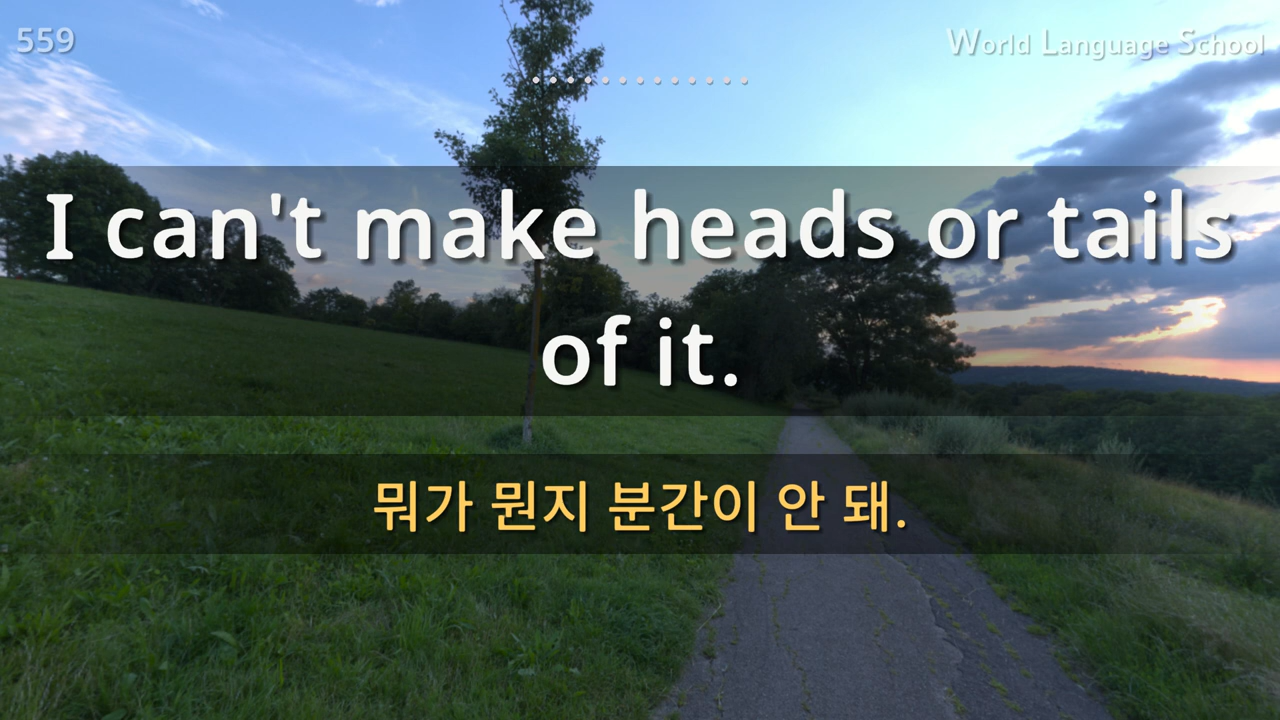 559
World Language School
I can't make heads or tails
of it.
뭐가 뭔지 분간이 안 돼.